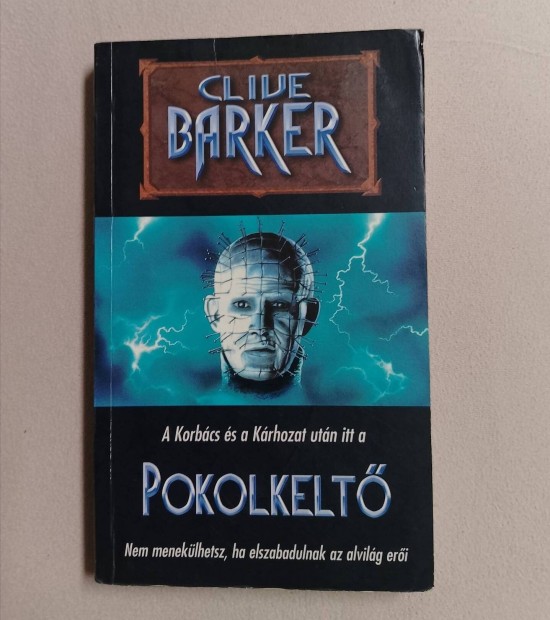 CLIVE
BARKER
A Korbács és a Kárhozat után itt a
POKOLKELTŐ
Nem menekülhetsz, ha elszabadulnak az alvilág erői